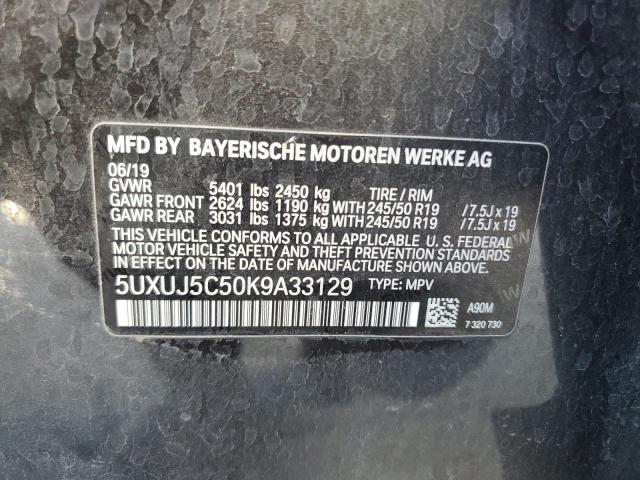 MFD BY BAYERISCHE MOTOREN WERKE AG
06/19
GVWR 5401 lbs 2450 kg TIRE / RIM
GAWR FRONT 2624 lbs 1190 kg WITH 245/50 R19 / 7.5J x 19
GAWR REAR 3031 lbs 1375 kg WITH 245/50 R19 / 7.5J x 19
THIS VEHICLE CONFORMS TO ALL APPLICABLE U. S. FEDERAL
MOTOR VEHICLE SAFETY AND THEFT PREVENTION STANDARDS
IN EFFECT ON THE DATE OF MANUFACTURE SHOWN ABOVE.
5UXUJ5C50K9A33129 TYPE: MPV
A90M
7 320 730